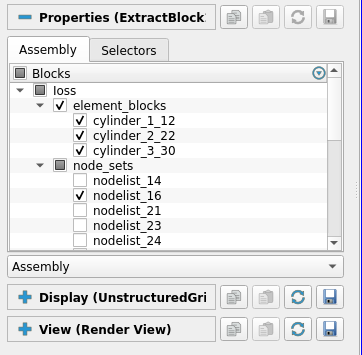 Properties (ExtractBlock
Assembly
Selectors
Blocks
Ioss
element_blocks
cylinder_1_12
cylinder_2_22
cylinder_3_30
node_sets
nodelist_14
nodelist_16
nodelist_21
nodelist_23
nodelist_24
Assembly
Display (UnstructuredGri
View (Render View)